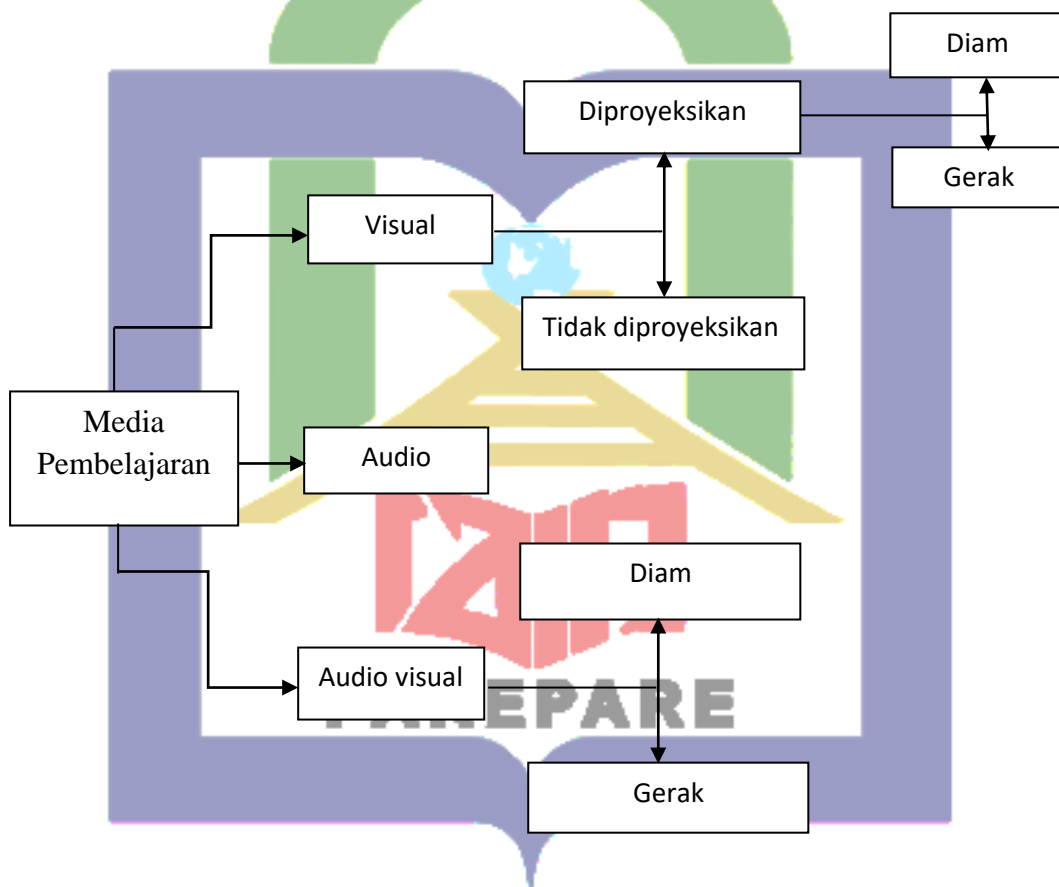 Diam
Diproyeksikan
Gerak
Visual
Tidak diproyeksikan
Media
Pembelajaran
Audio
Diam
Audio visual
Gerak